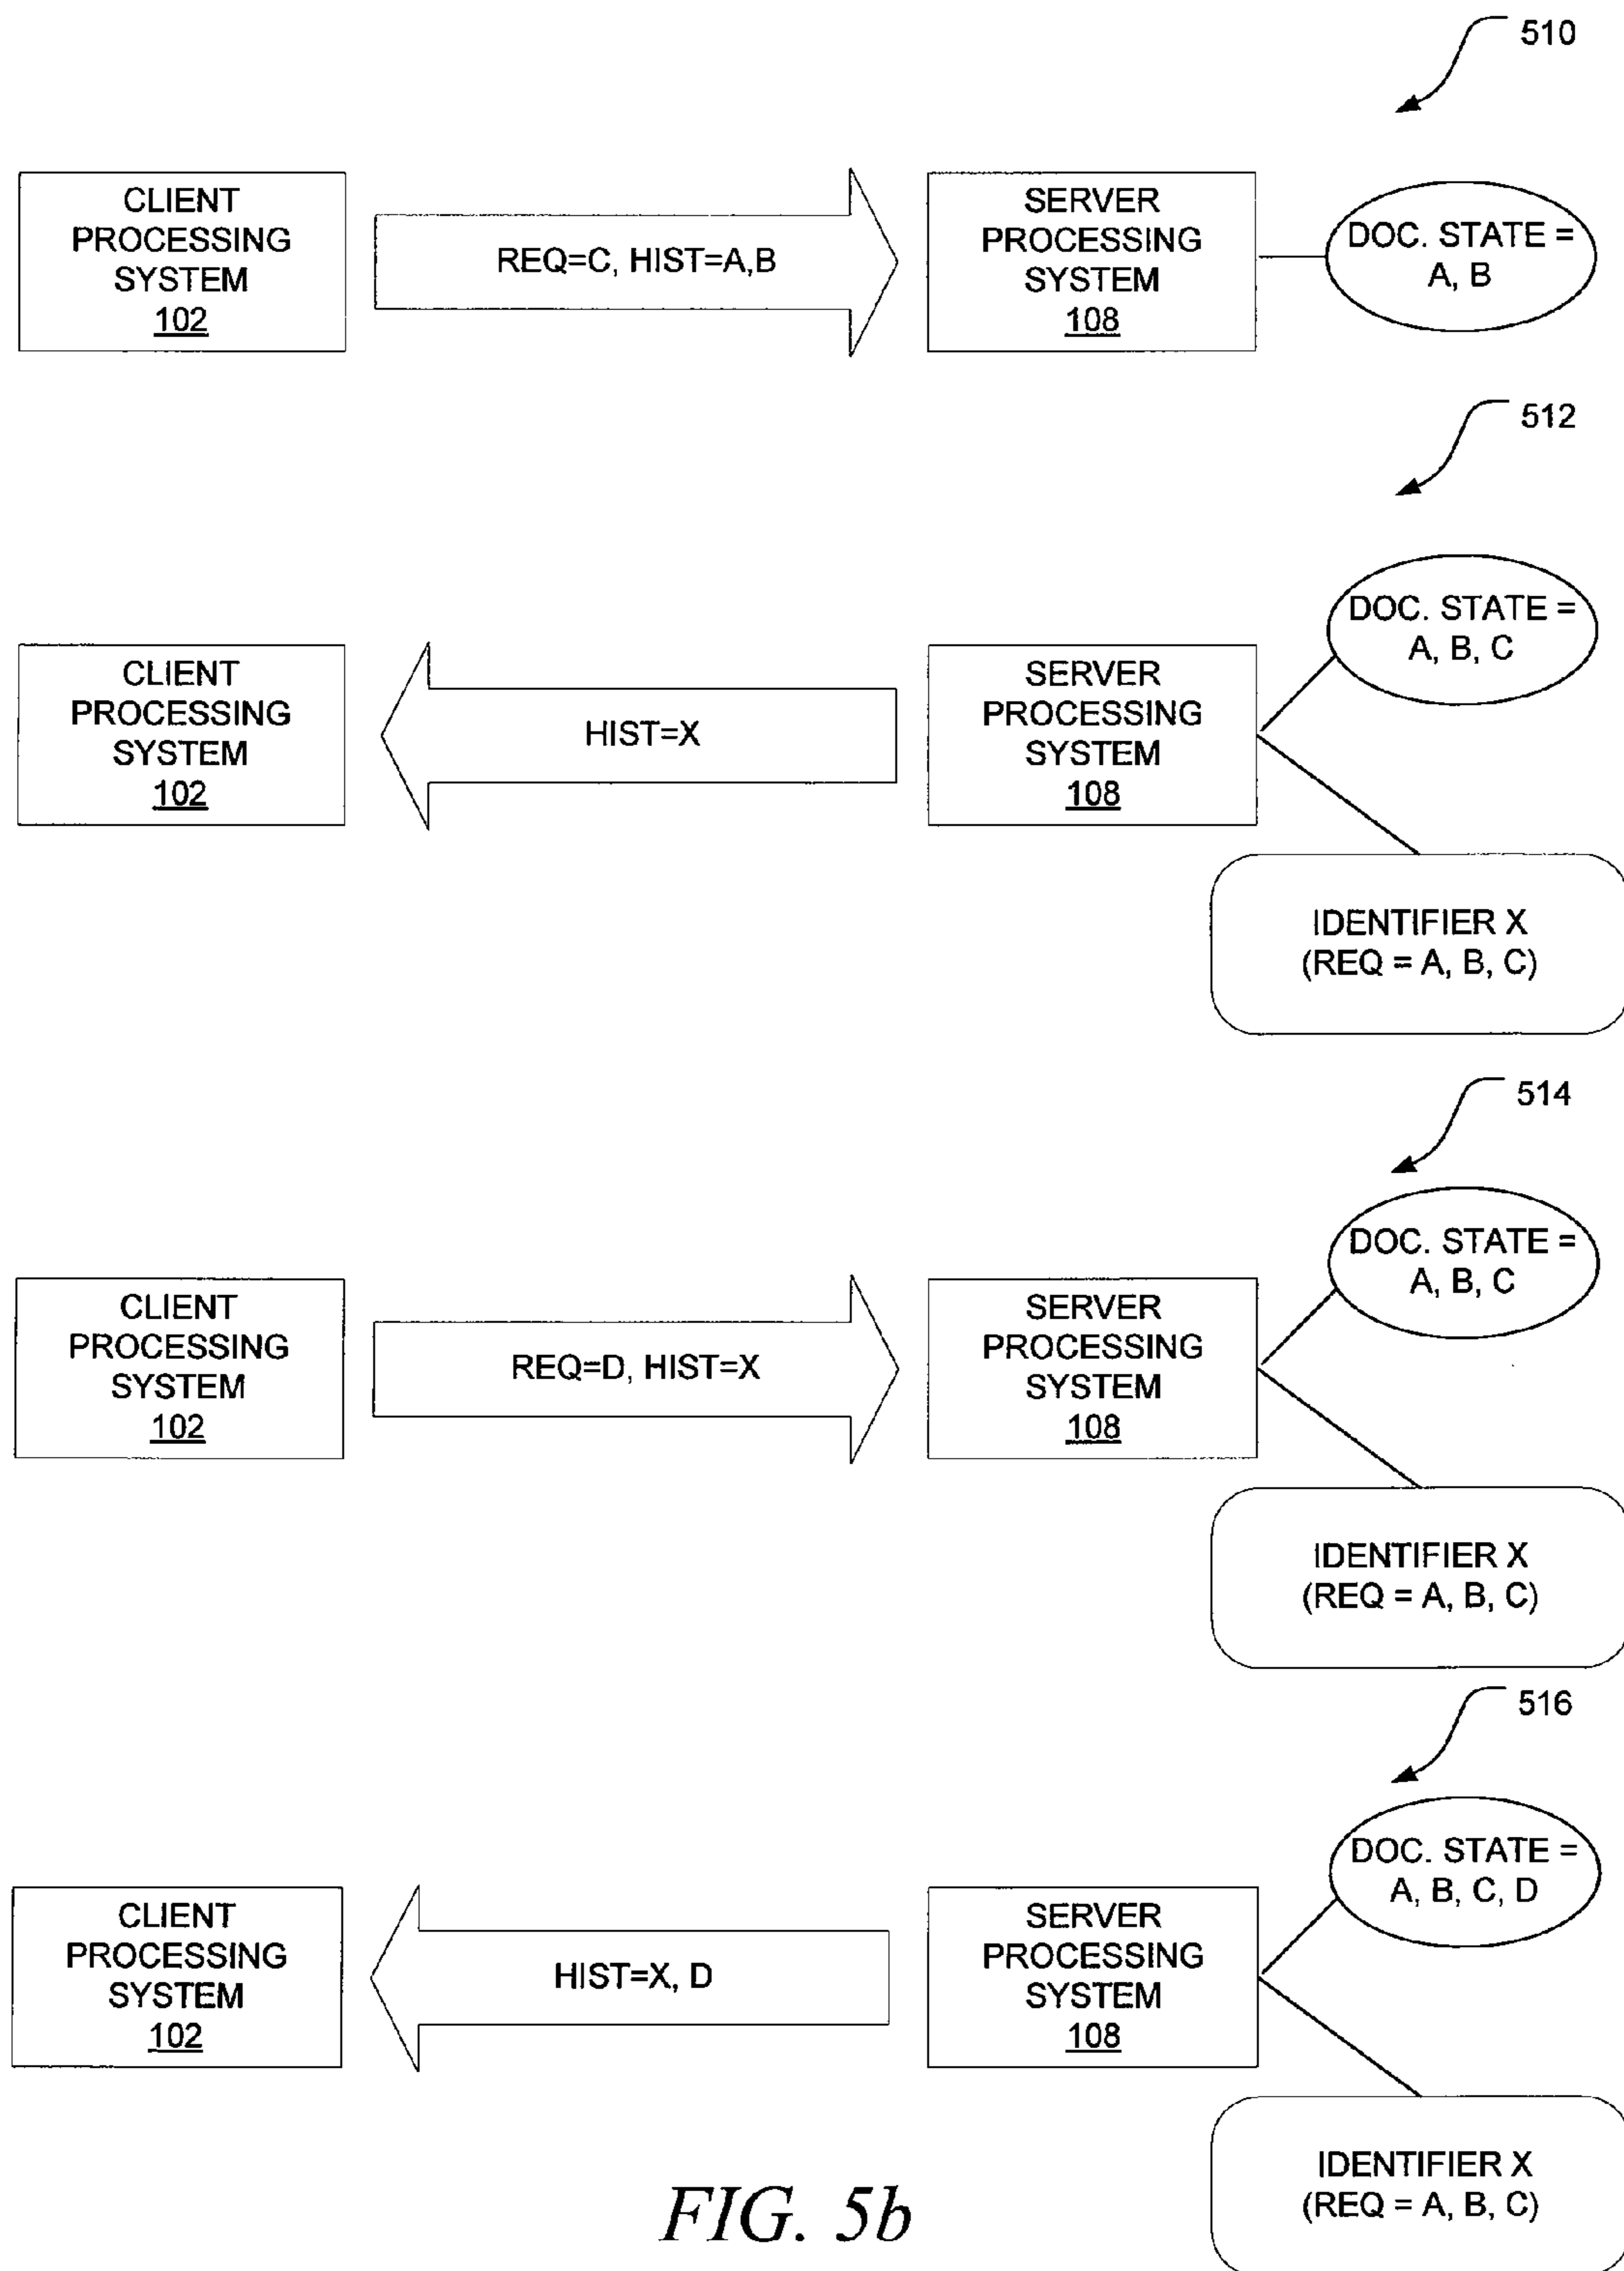 510
CLIENT
PROCESSING
SYSTEM
102
REQ=C, HIST=A,B
SERVER
PROCESSING
SYSTEM
108
DOC. STATE =
A, B
512
CLIENT
PROCESSING
SYSTEM
102
HIST=X
SERVER
PROCESSING
SYSTEM
108
DOC. STATE =
A, B, C
IDENTIFIER X
(REQ = A, B, C)
514
CLIENT
PROCESSING
SYSTEM
102
REQ=D, HIST=X
SERVER
PROCESSING
SYSTEM
108
DOC. STATE =
A, B, C
IDENTIFIER X
(REQ = A, B, C)
516
CLIENT
PROCESSING
SYSTEM
102
HIST=X, D
SERVER
PROCESSING
SYSTEM
108
DOC. STATE =
A, B, C, D
IDENTIFIER X
(REQ = A, B, C)
FIG. 5b